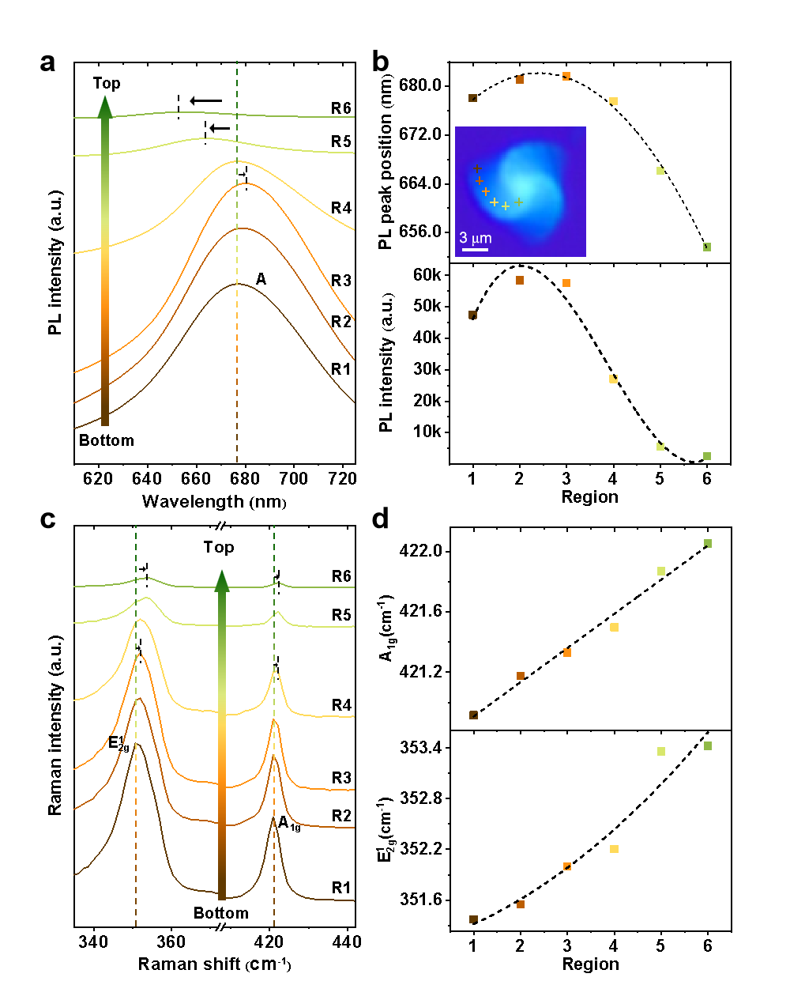 a
Top
R6
R5
R4
R3
A
R2
R1
Bottom
PL intensity (a.u.)
620 640 660 680 700 720
Wavelength (nm)
b
PL peak position (nm)
680.0
672.0
664.0
656.0
3 μm
PL intensity (a.u.)
60k
50k
40k
30k
20k
10k
1 2 3 4 5 6
Region
c
Top
R6
R5
R4
E¹2g
R3
R2
A1g
R1
Bottom
Raman intensity (a.u.)
340 360 420 440
Raman shift (cm⁻¹)
d
A1g(cm⁻¹)
422.0
421.6
421.2
E¹2g(cm⁻¹)
353.4
352.8
352.2
351.6
1 2 3 4 5 6
Region